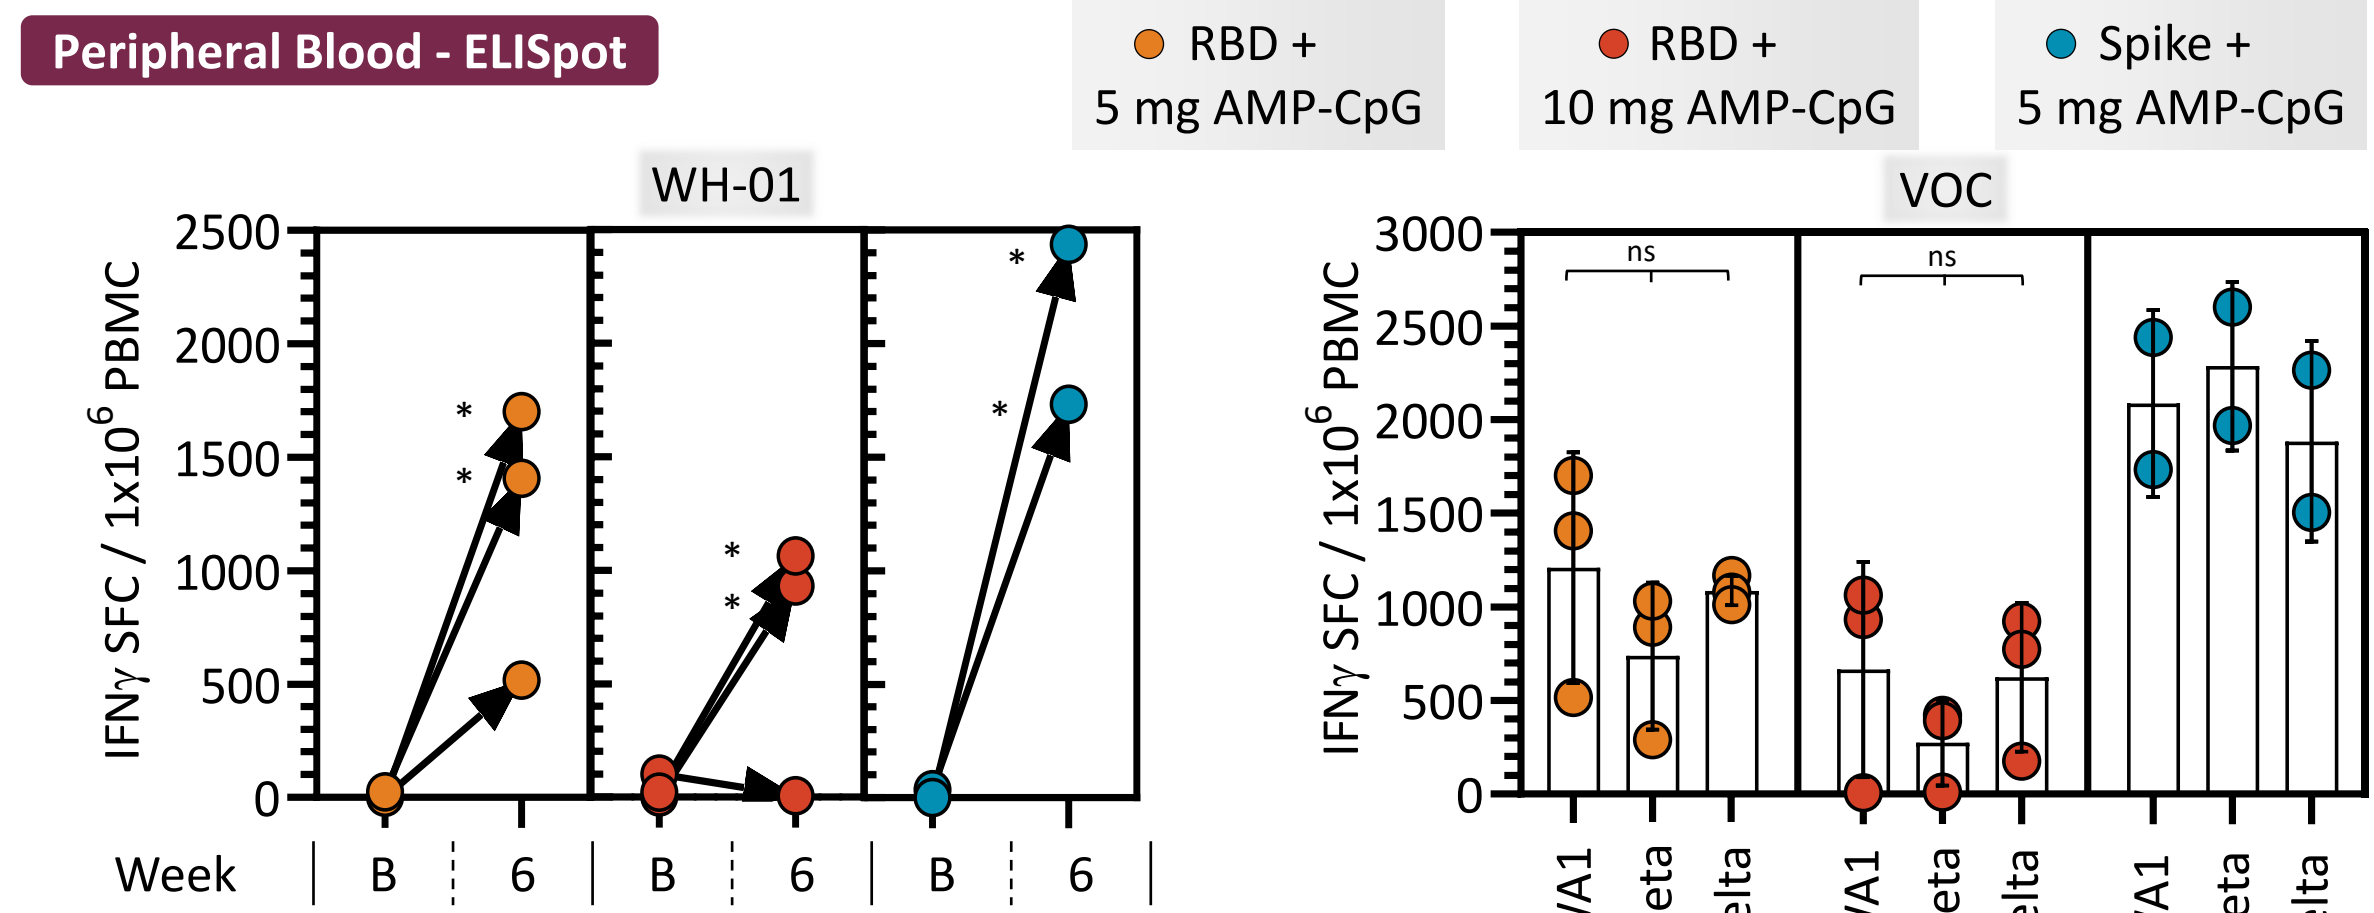 Peripheral Blood - ELISpot
RBD +
5 mg AMP-CpG
RBD +
10 mg AMP-CpG
Spike +
5 mg AMP-CpG
WH-01
IFNγ SFC / 1x10⁶ PBMC
2500
2000
1500
1000
500
0
*
*
*
*
*
*
Week
B
6
B
6
B
6
VOC
IFNγ SFC / 1x10⁶ PBMC
3000
2500
2000
1500
1000
500
0
ns
ns